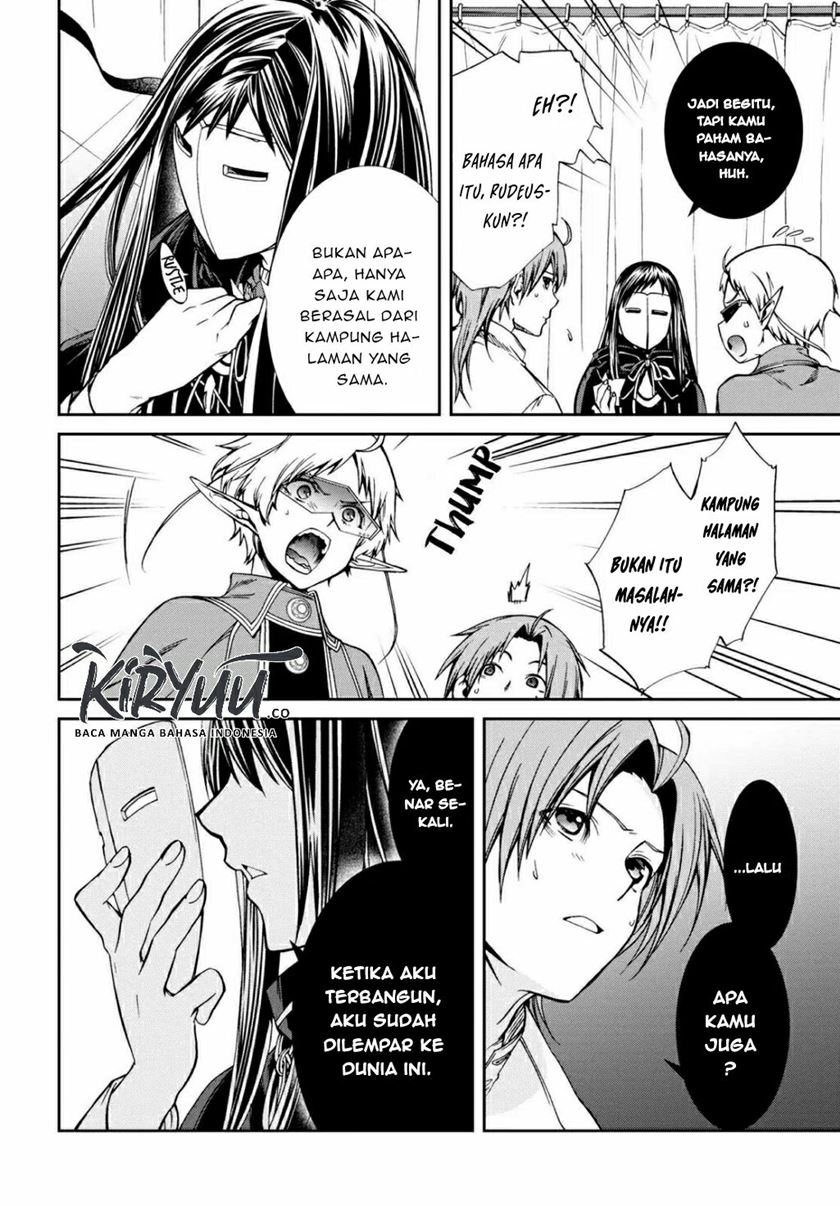 JADI BEGITU,
TAPI KAMU
PAHAM BA-
HASANYA,
HUH.
EH?!
BAHASA APA
ITU, RUDEUS-
KUN?!
BUKAN APA-
APA, HANYA
SAJA KAMI
BERASAL DARI
KAMPUNG HA-
LAMAN YANG
SAMA.
RUSTLE
KAMPUNG
HALAMAN
YANG
SAMA?!
BUKAN ITU
MASALAH-
NYA!!
THUMP
KIRYUU
.CO
BACA MANGA BAHASA INDONESIA
...LALU
APA
KAMU
JUGA
?
YA, BE-
NAR SE-
KALI.
KETIKA AKU
TERBANGUN,
AKU SUDAH
DILEMPAR KE
DUNIA INI.